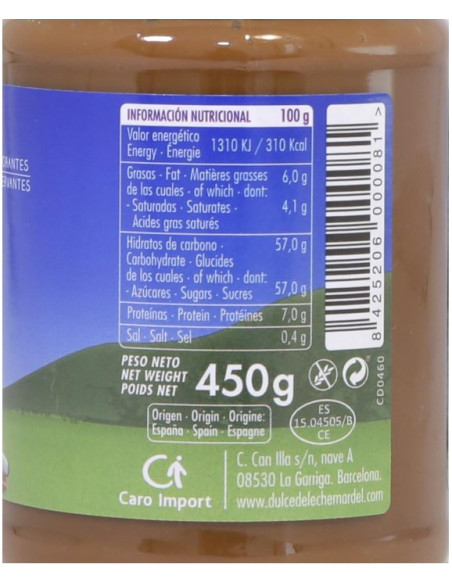 ORANTES
ERVANTES
INFORMACIÓN NUTRICIONAL 100 g
Valor energético
Energy - Énergie 1310 KJ / 310 Kcal
Grasas - Fat - Matières grasses 6,0 g
de las cuales - of which - dont:
- Saturadas - Saturates - 4,1 g
Acides gras saturés
Hidratos de carbono - 57,0 g
Carbohydrate - Glucides
de los cuales - of which - dont:
- Azúcares - Sugars - Sucres 57,0 g
Proteínas - Protein - Protéines 7,0 g
Sal - Salt - Sel 0,4 g
8 425206 000081 >
CD0460
PESO NETO
NET WEIGHT
POIDS NET
450g
Origen - Origin - Origine:
España - Spain - Espagne
ES
15.04505/B
CE
Caro Import
C. Can Illa s/n, nave A
08530 La Garriga. Barcelona.
www.dulcedelechemardel.com